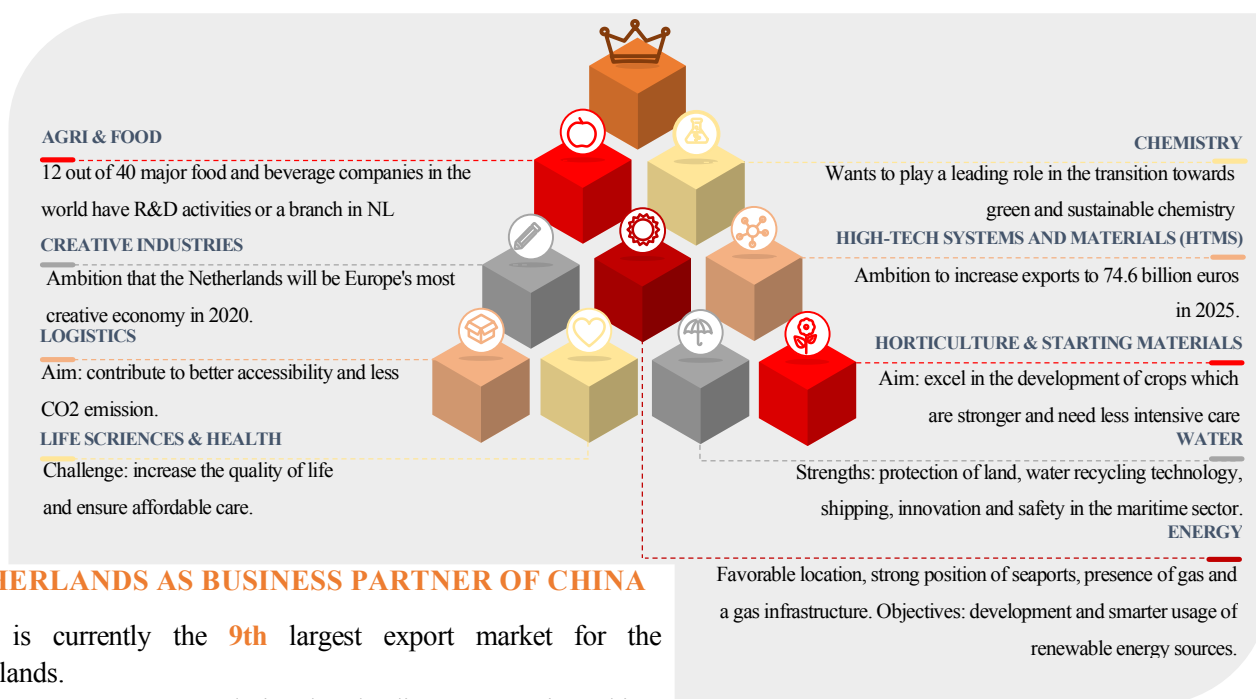 AGRI & FOOD
12 out of 40 major food and beverage companies in the
world have R&D activities or a branch in NL
CREATIVE INDUSTRIES
Ambition that the Netherlands will be Europe's most
creative economy in 2020.
LOGISTICS
Aim: contribute to better accessibility and less
CO2 emission.
LIFE SCRIENCES & HEALTH
Challenge: increase the quality of life
and ensure affordable care.
CHEMISTRY
Wants to play a leading role in the transition towards
green and sustainable chemistry
HIGH-TECH SYSTEMS AND MATERIALS (HTMS)
Ambition to increase exports to 74.6 billion euros
in 2025.
HORTICULTURE & STARTING MATERIALS
Aim: excel in the development of crops which
are stronger and need less intensive care
WATER
Strengths: protection of land, water recycling technology,
shipping, innovation and safety in the maritime sector.
ENERGY
Favorable location, strong position of seaports, presence of gas and
a gas infrastructure. Objectives: development and smarter usage of
renewable energy sources.
HERLANDS AS BUSINESS PARTNER OF CHINA
is currently the 9th largest export market for the
lands.